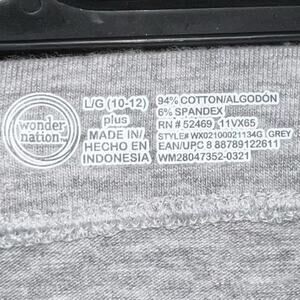 wonder
nation™
L/G (10-12)
plus
MADE IN/
HECHO EN
INDONESIA
94% COTTON/ALGODÓN
6% SPANDEX
RN # 52469 11VX65
STYLE# WX02100021134G (GREY
EAN/UPC 8 88789122611
WM28047352-0321